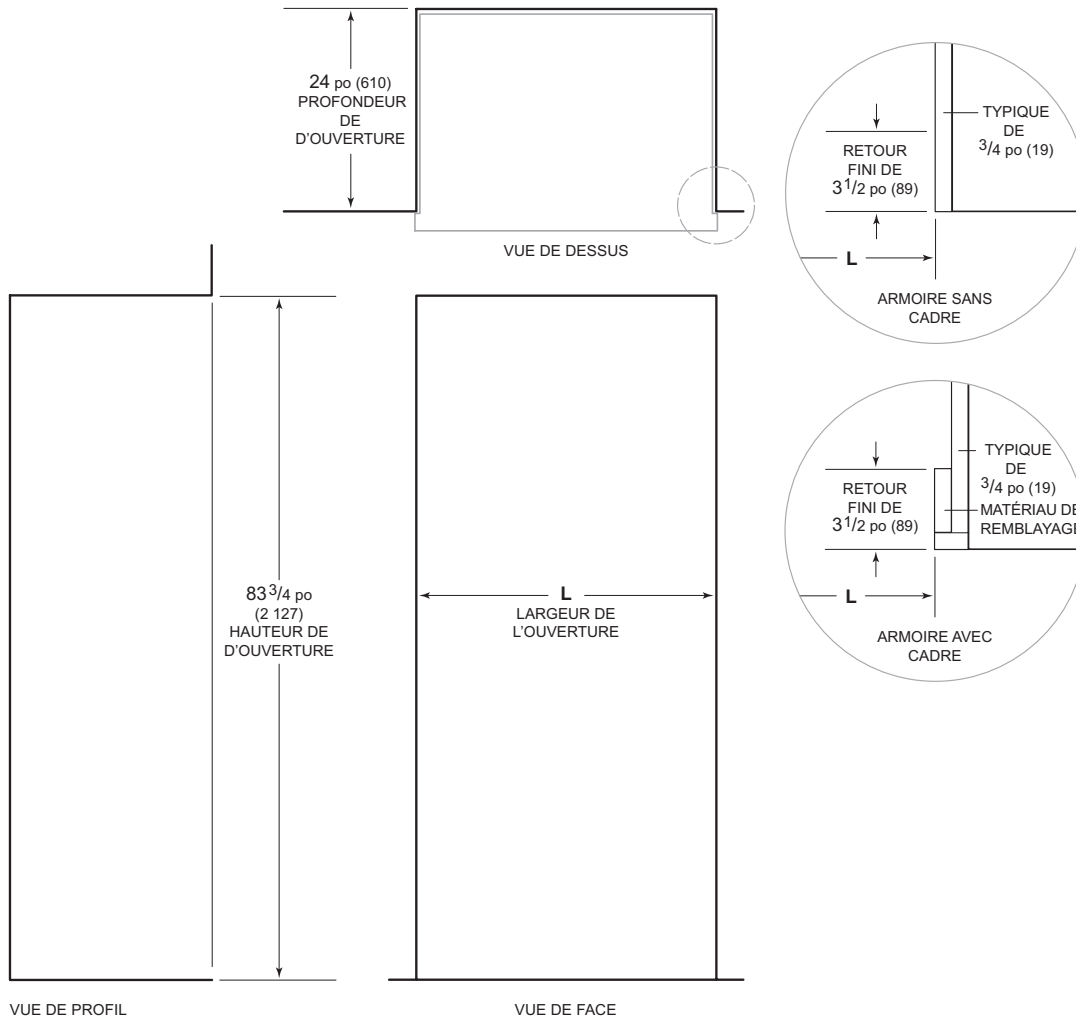 24 po (610)
PROFONDEUR
DE
D'OUVERTURE
VUE DE DESSUS
TYPIQUE
DE
3/4 po (19)
RETOUR
FINI DE
3 1/2 po (89)
L
ARMOIRE SANS
CADRE
83 3/4 po
(2 127)
HAUTEUR DE
D'OUVERTURE
L
LARGEUR DE
L'OUVERTURE
TYPIQUE
DE
3/4 po (19)
MATÉRIAU DE
REMBLAYAGE
RETOUR
FINI DE
3 1/2 po (89)
L
ARMOIRE AVEC
CADRE
VUE DE PROFIL
VUE DE FACE